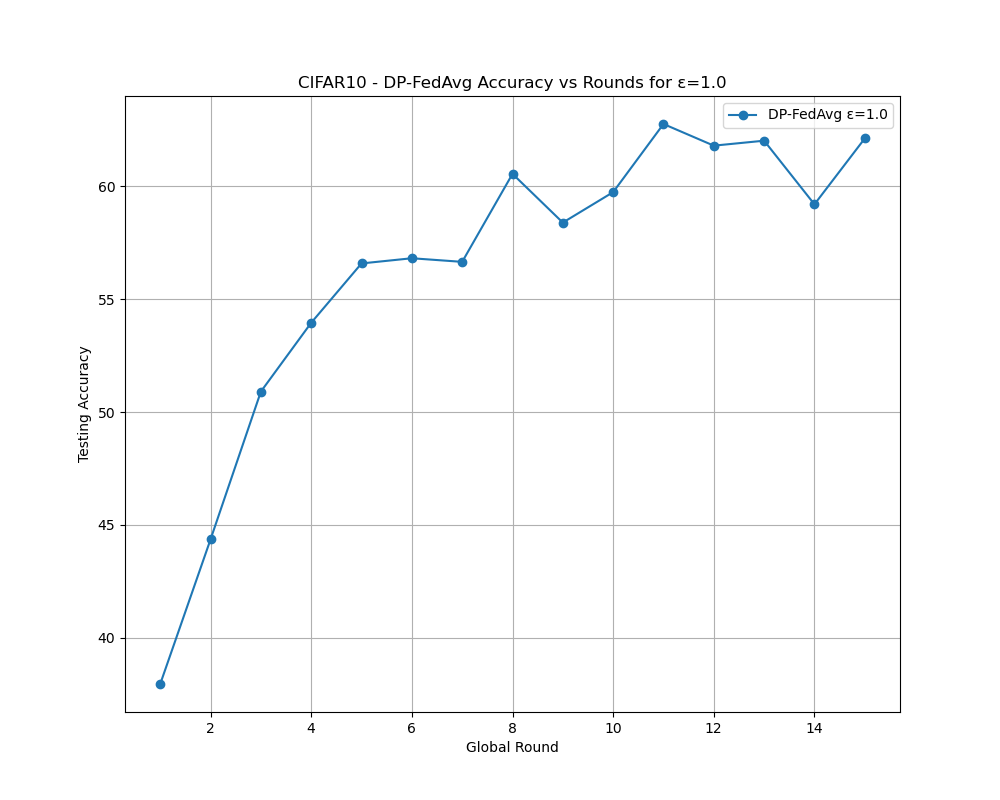 CIFAR10 - DP-FedAvg Accuracy vs Rounds for ε=1.0
DP-FedAvg ε=1.0
Testing Accuracy
60
55
50
45
40
2 4 6 8 10 12 14
Global Round